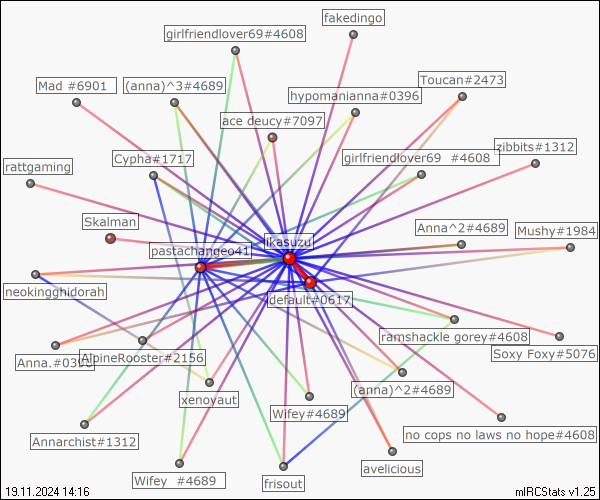 fakedingo
girlfriendlover69#4608
Toucan#2473
Mad #6901
(anna)^3#4689
hypomanianna#0396
ace deucy#7097
zibbits#1312
Cypha#1717
girlfriendlover69 #4608
rattgaming
Skalman
Anna^2#4689
Mushy#1984
ikasuzu
pastachangeo41
neokingghidorah
default#0617
ramshackle gorey#4608
Soxy Foxy#5076
Anna.#0396
AlpineRooster#2156
(anna)^2#4689
xenoyaut
Wifey#4689
no cops no laws no hope#4608
Annarchist#1312
avelicious
Wifey #4689
frisout
19.11.2024 14:16
mIRCStats v1.25